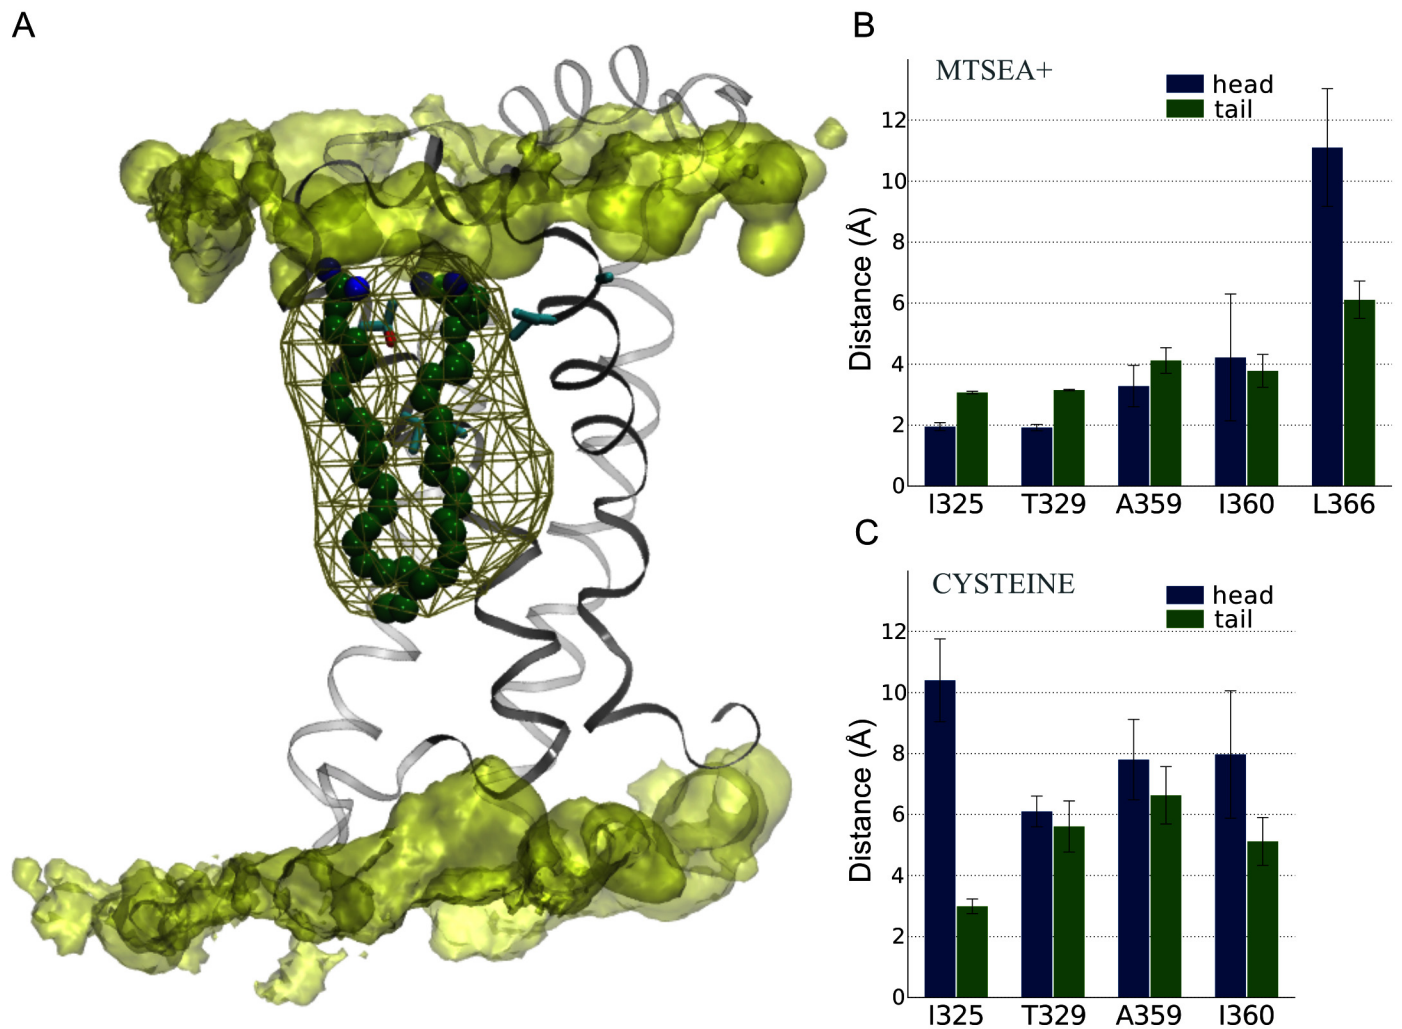 A
B
MTSEA+
head
tail
Distance (Å)
12
10
8
6
4
2
0
I325 T329 A359 I360 L366
C
CYSTEINE
head
tail
Distance (Å)
12
10
8
6
4
2
0
I325 T329 A359 I360